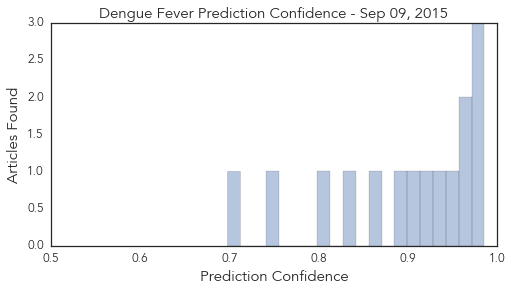 Dengue Fever Prediction Confidence - Sep 09, 2015
3.0
2.5
2.0
1.5
1.0
0.5
0.0
Articles Found
0.5 0.6 0.7 0.8 0.9 1.0
Prediction Confidence